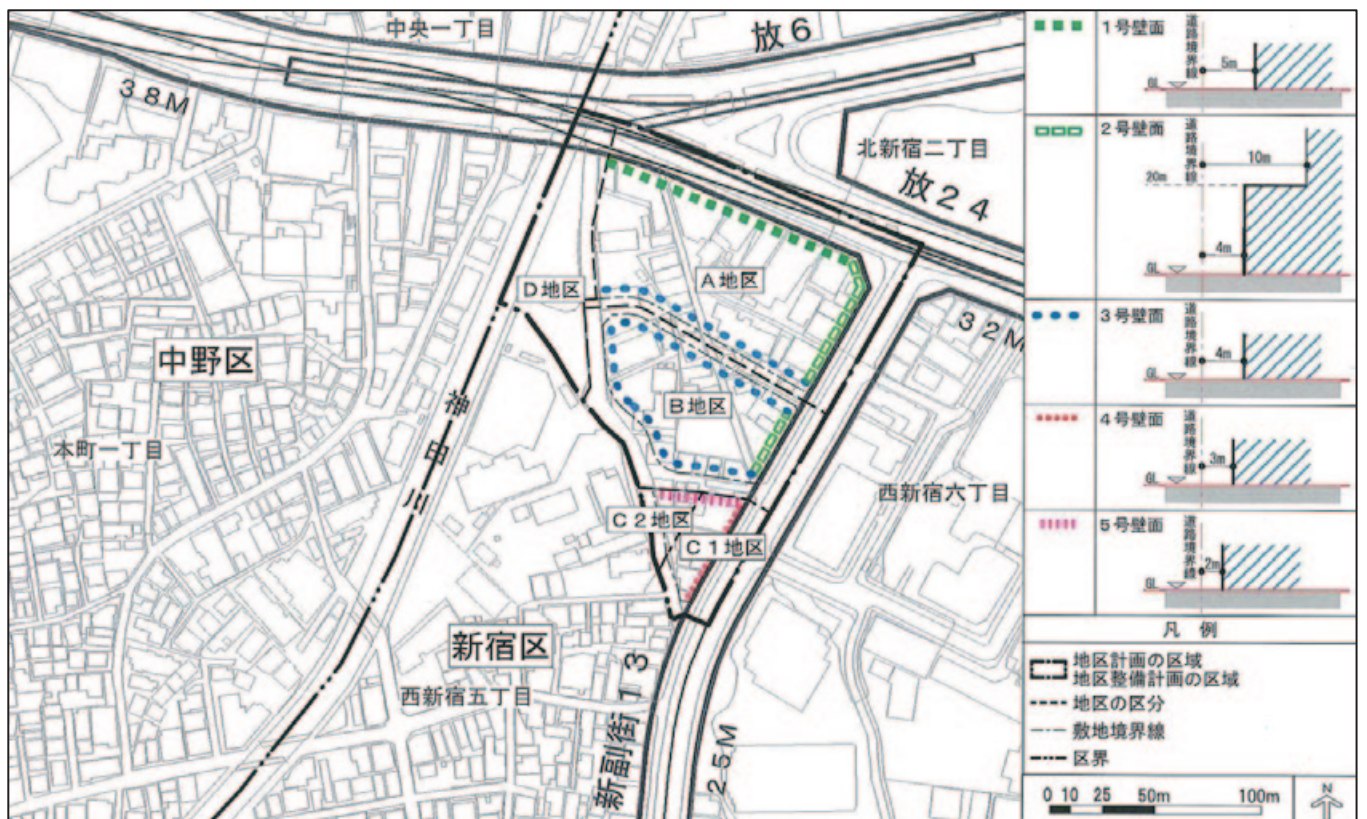 中央一丁目
放6
38M
北新宿二丁目
放24
A地区
D地区
32M
中野区
B地区
神田川
本町一丁目
西新宿六丁目
C2地区
C1地区
新宿区
西新宿五丁目
新副街13
25M
1号壁面
道路境界線
5m
GL
2号壁面
道路境界線
10m
20m
4m
GL
3号壁面
道路境界線
4m
GL
4号壁面
道路境界線
3m
GL
5号壁面
道路境界線
2m
GL
凡例
地区計画の区域
地区整備計画の区域
地区の区分
敷地境界線
区界
0 10 25 50m 100m
N